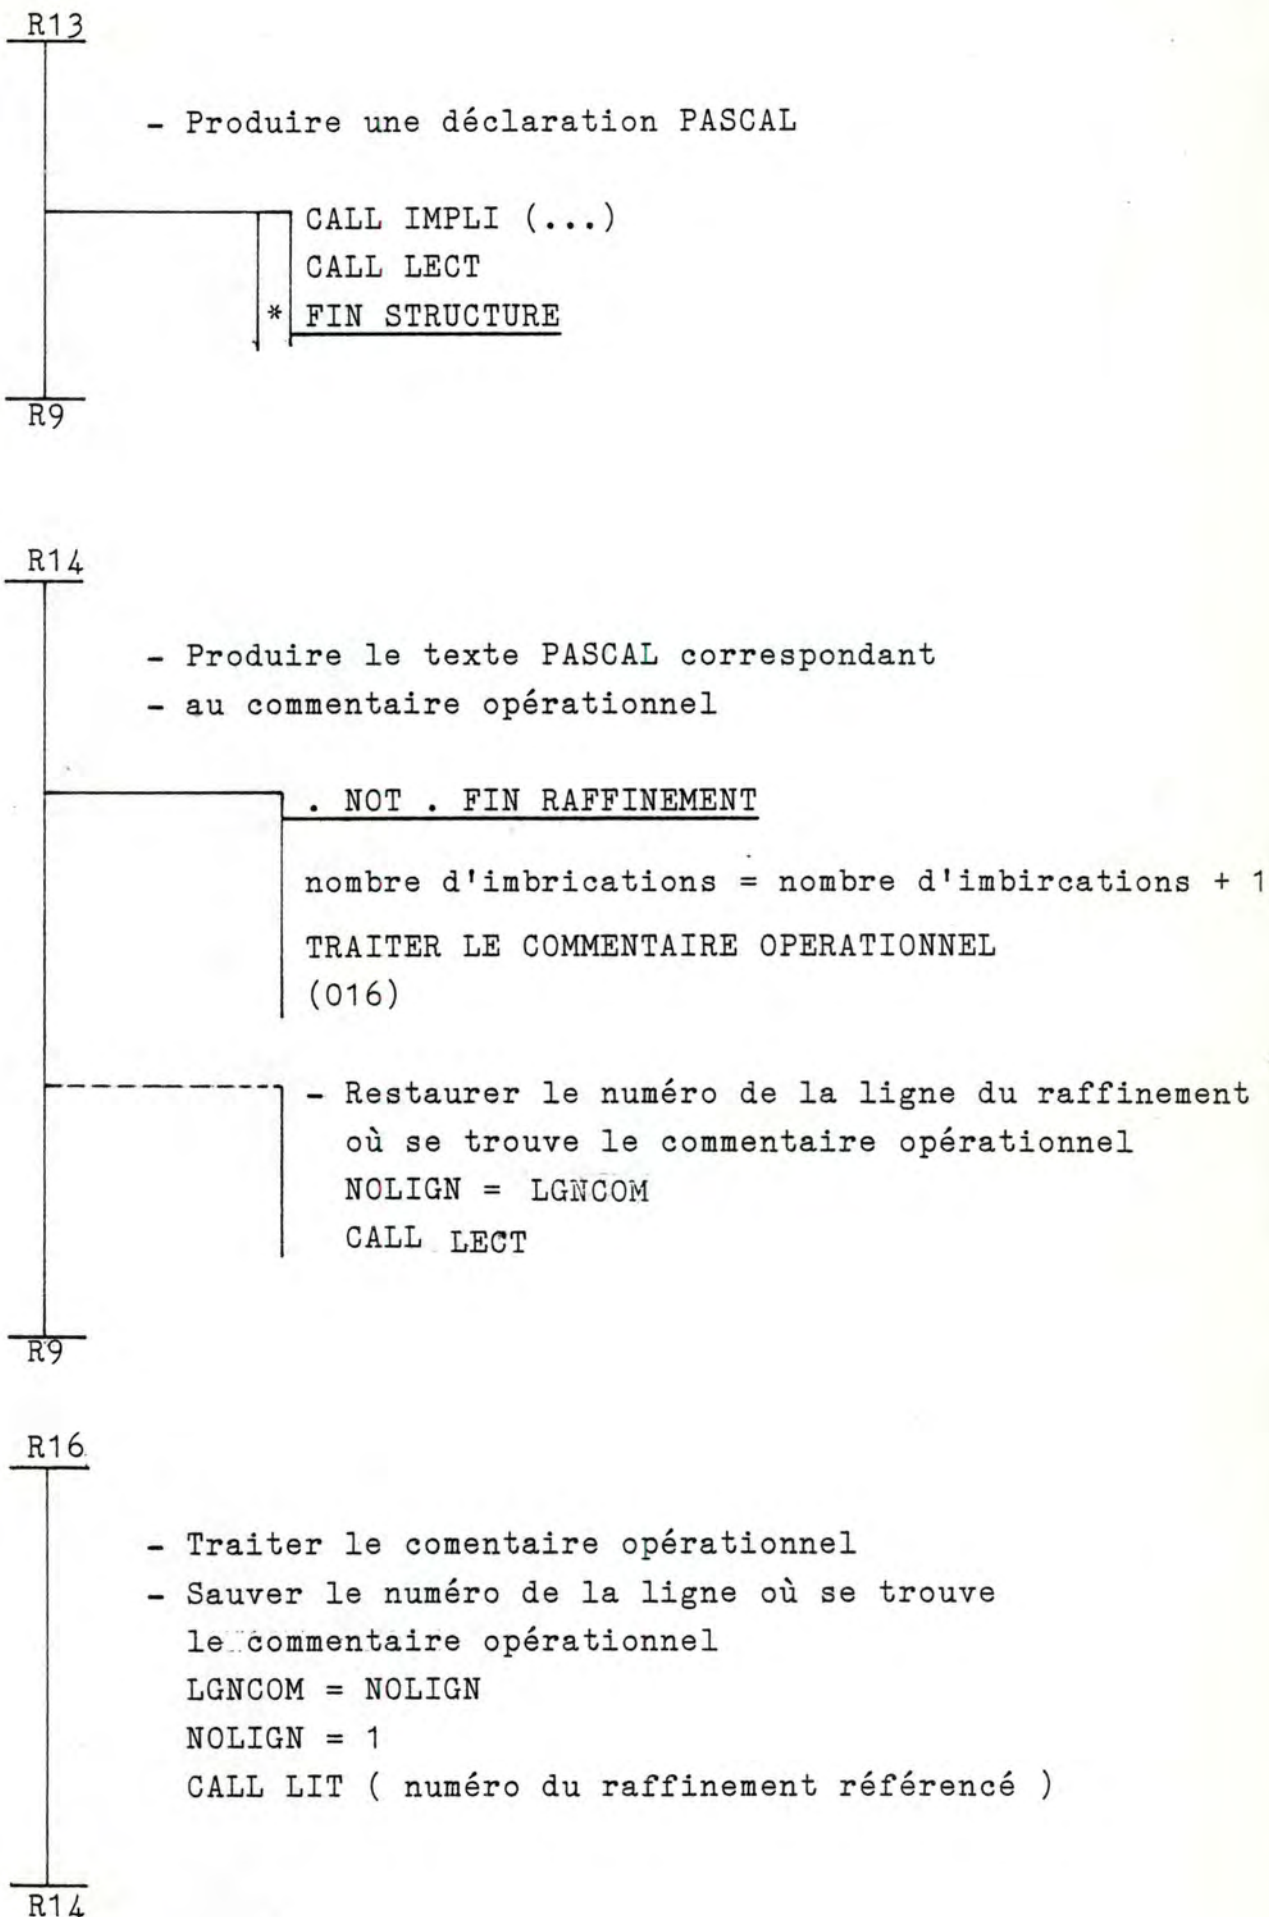 R13
- Produire une déclaration PASCAL
CALL IMPLI (...)
CALL LECT
* FIN STRUCTURE
R9
R14
- Produire le texte PASCAL correspondant
- au commentaire opérationnel
. NOT . FIN RAFFINEMENT
nombre d'imbrications = nombre d'imbircations + 1
TRAITER LE COMMENTAIRE OPERATIONNEL
(016)
- Restaurer le numéro de la ligne du raffinement
où se trouve le commentaire opérationnel
NOLIGN = LGNCOM
CALL LECT
R9
R16
- Traiter le comentaire opérationnel
- Sauver le numéro de la ligne où se trouve
le commentaire opérationnel
LGNCOM = NOLIGN
NOLIGN = 1
CALL LIT ( numéro du raffinement référencé )
R14